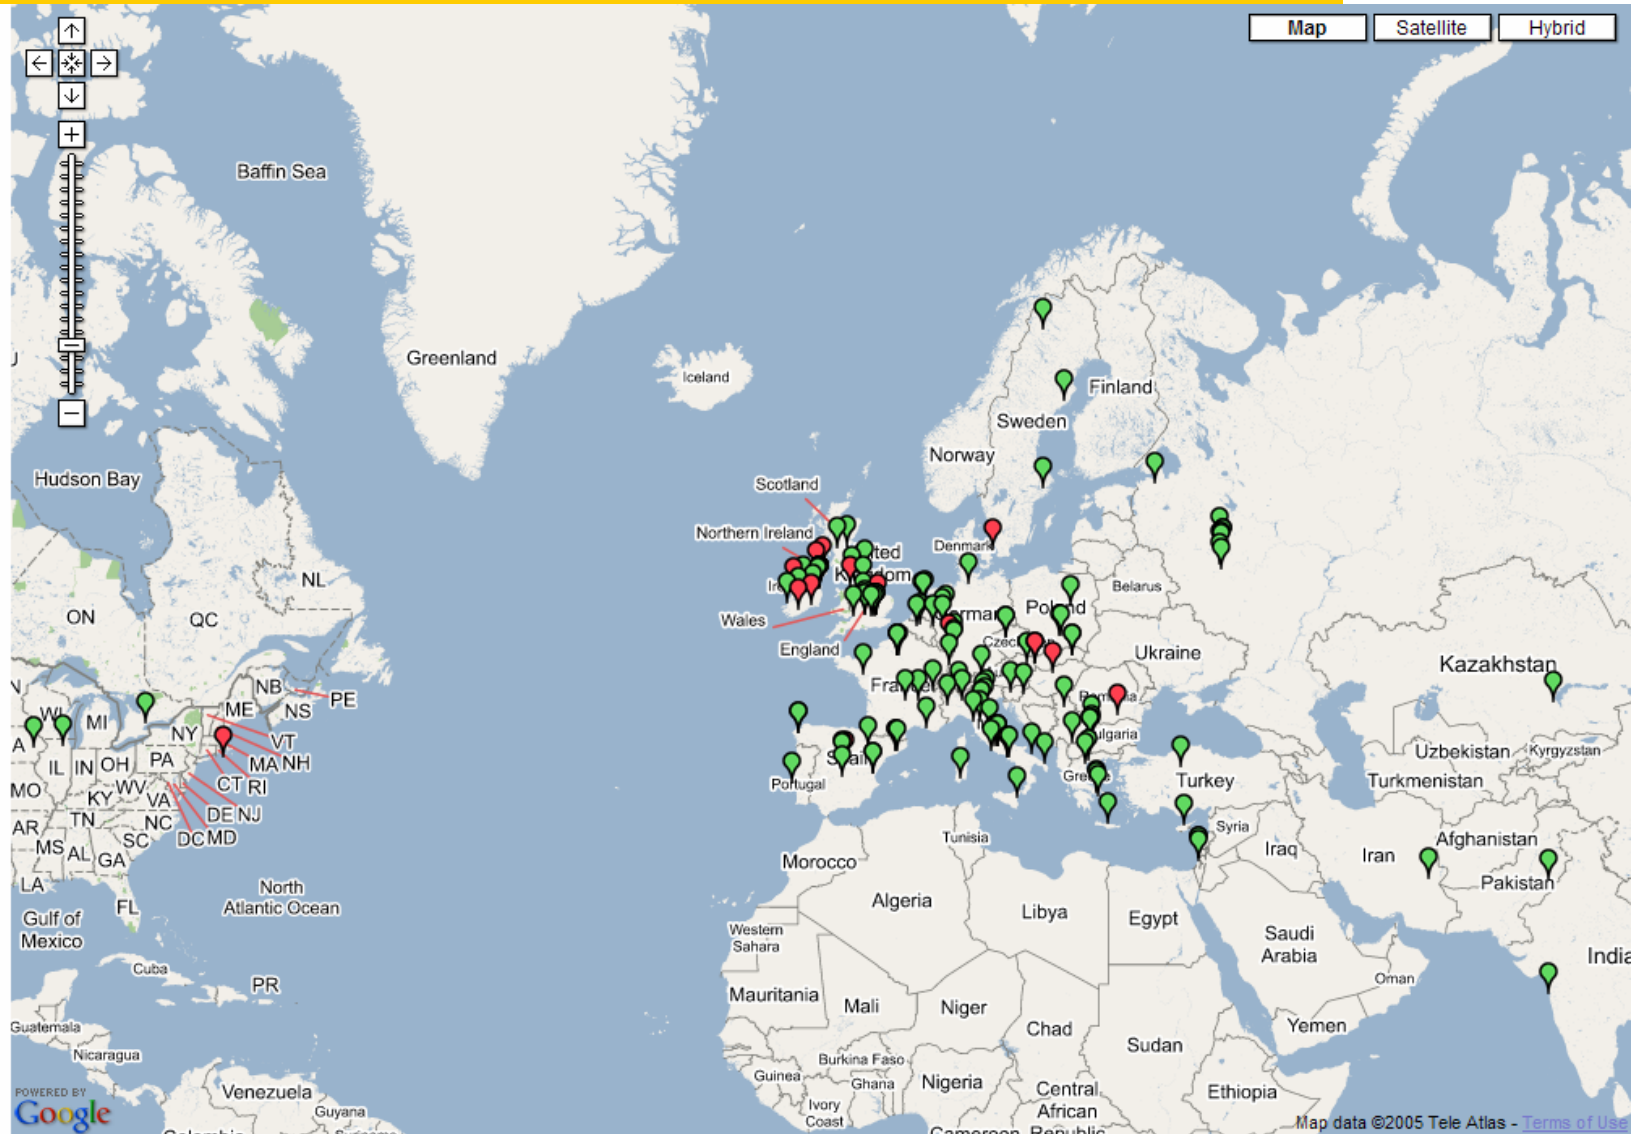 Map
Satellite
Hybrid
Baffin Sea
Greenland
Iceland
Finland
Sweden
Norway
Hudson Bay
Scotland
Northern Ireland
Denmark
NL
ON
QC
Wales
England
Belarus
Ukraine
Kazakhstan
NB
PE
ME
NS
WI
MI
NY
VT
MA
NH
IL
IN
OH
PA
CT
RI
MO
WV
KY
VA
DE
NJ
TN
NC
AR
DC
MD
SC
MS
AL
GA
LA
FL
Portugal
Turkey
Uzbekistan
Kyrgyzstan
Turkmenistan
Syria
Afghanistan
Iraq
Iran
Pakistan
Tunisia
Morocco
Algeria
Libya
Egypt
North
Atlantic Ocean
Gulf of
Mexico
Western
Sahara
Saudi
Arabia
India
Cuba
PR
Oman
Mauritania
Mali
Niger
Chad
Sudan
Yemen
Guatemala
Nicaragua
Burkina Faso
Guinea
Ghana
Nigeria
Central
African
Republic
Ethiopia
Venezuela
Guyana
Ivory
Coast
Cameroon
POWERED BY
Google
Map data ©2005 Tele Atlas - Terms of Use